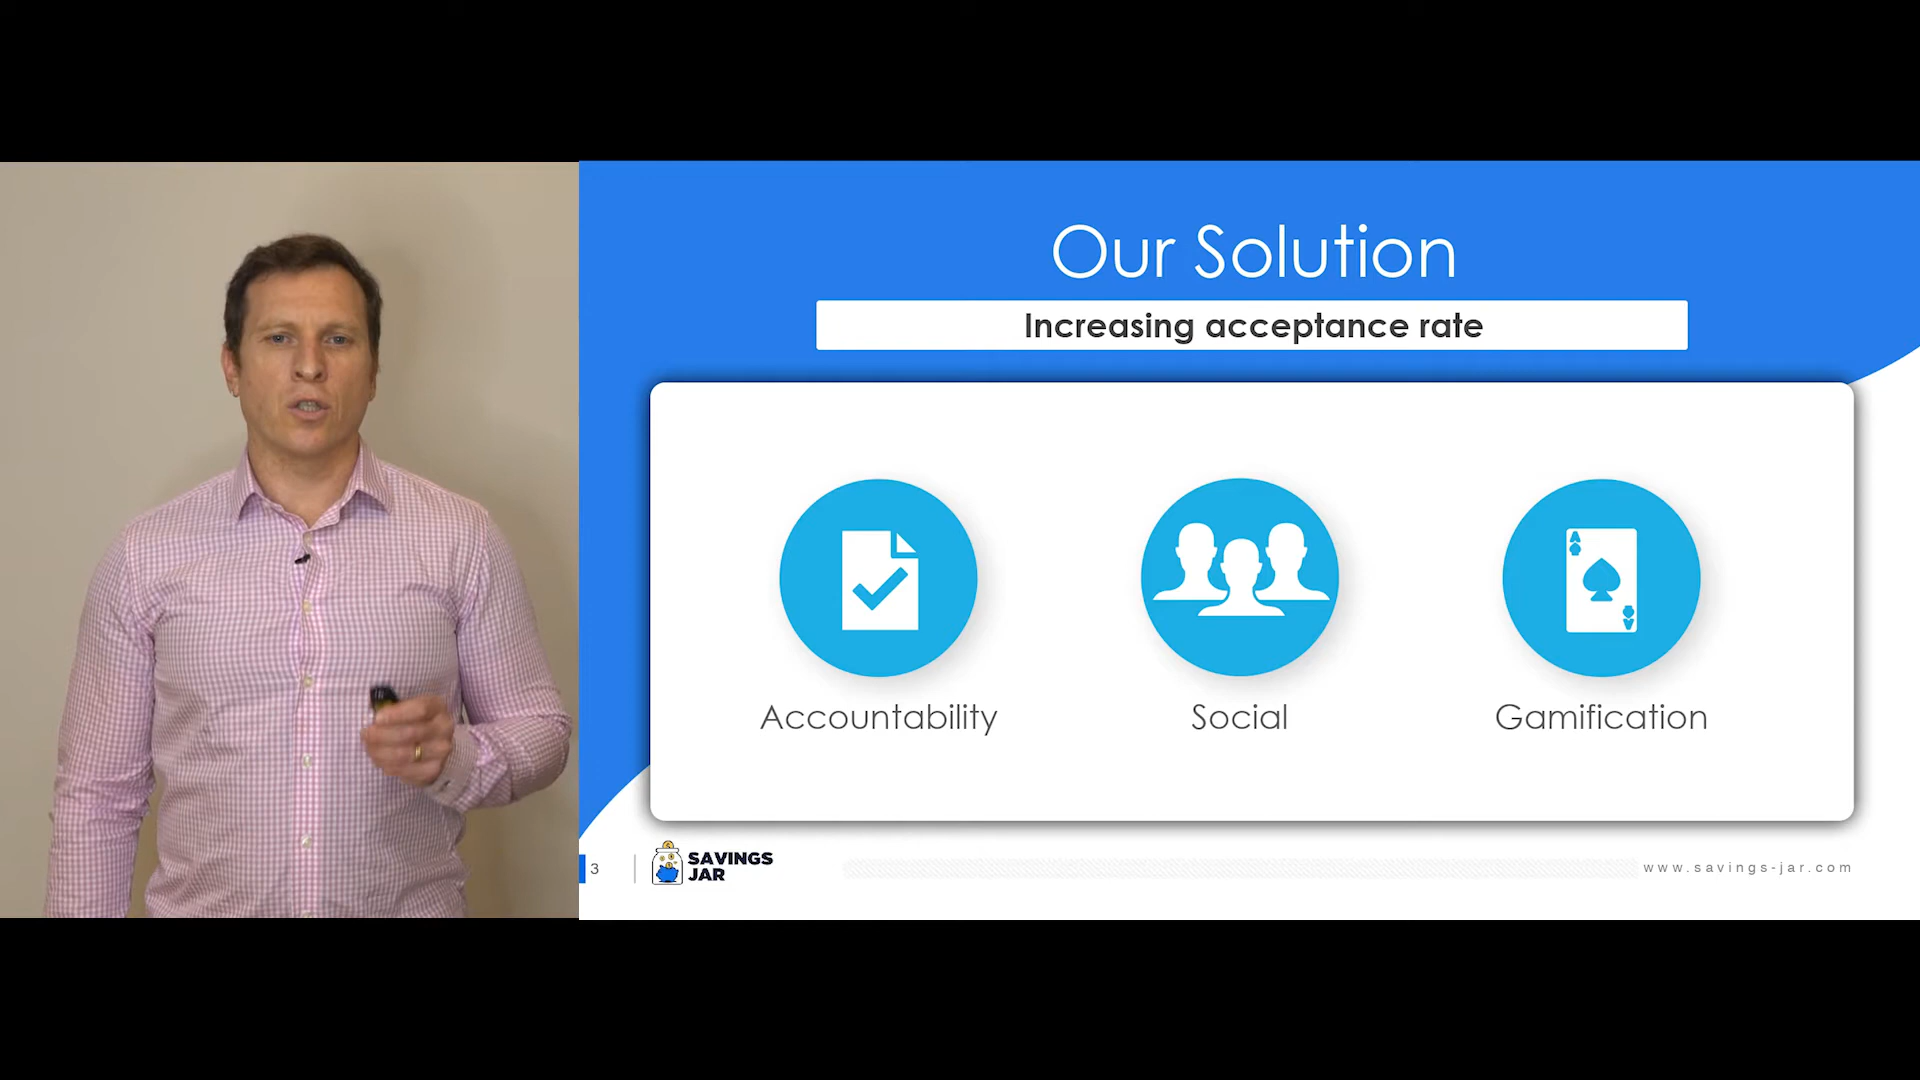 Our Solution
Increasing acceptance rate
A
A
Accountability
Social
Gamification
3
SAVINGS
JAR
www.savings-jar.com